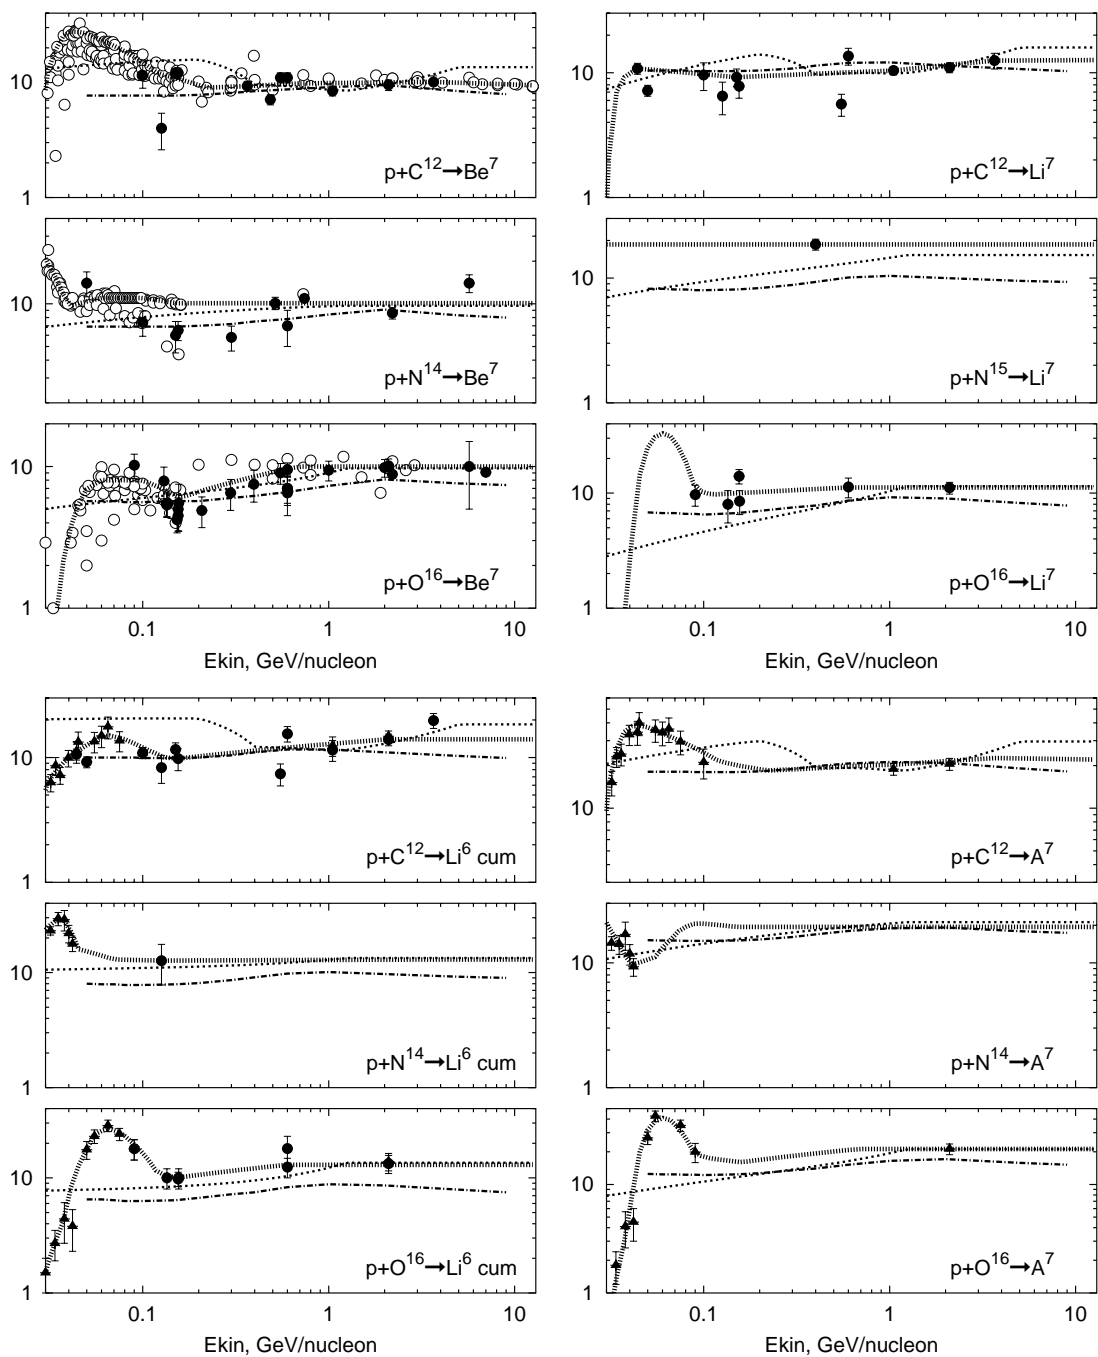 10
p+C¹²→Be⁷
1
10
p+C¹²→Li⁷
1
10
p+N¹⁴→Be⁷
1
10
p+N¹⁵→Li⁷
1
10
p+O¹⁶→Be⁷
1
0.1 1 10
Ekin, GeV/nucleon
10
p+O¹⁶→Li⁷
1
0.1 1 10
Ekin, GeV/nucleon
10
p+C¹²→Li⁶ cum
1
10
p+C¹²→A⁷
10
p+N¹⁴→Li⁶ cum
1
10
p+N¹⁴→A⁷
1
10
p+O¹⁶→Li⁶ cum
1
0.1 1 10
Ekin, GeV/nucleon
10
p+O¹⁶→A⁷
1
0.1 1 10
Ekin, GeV/nucleon